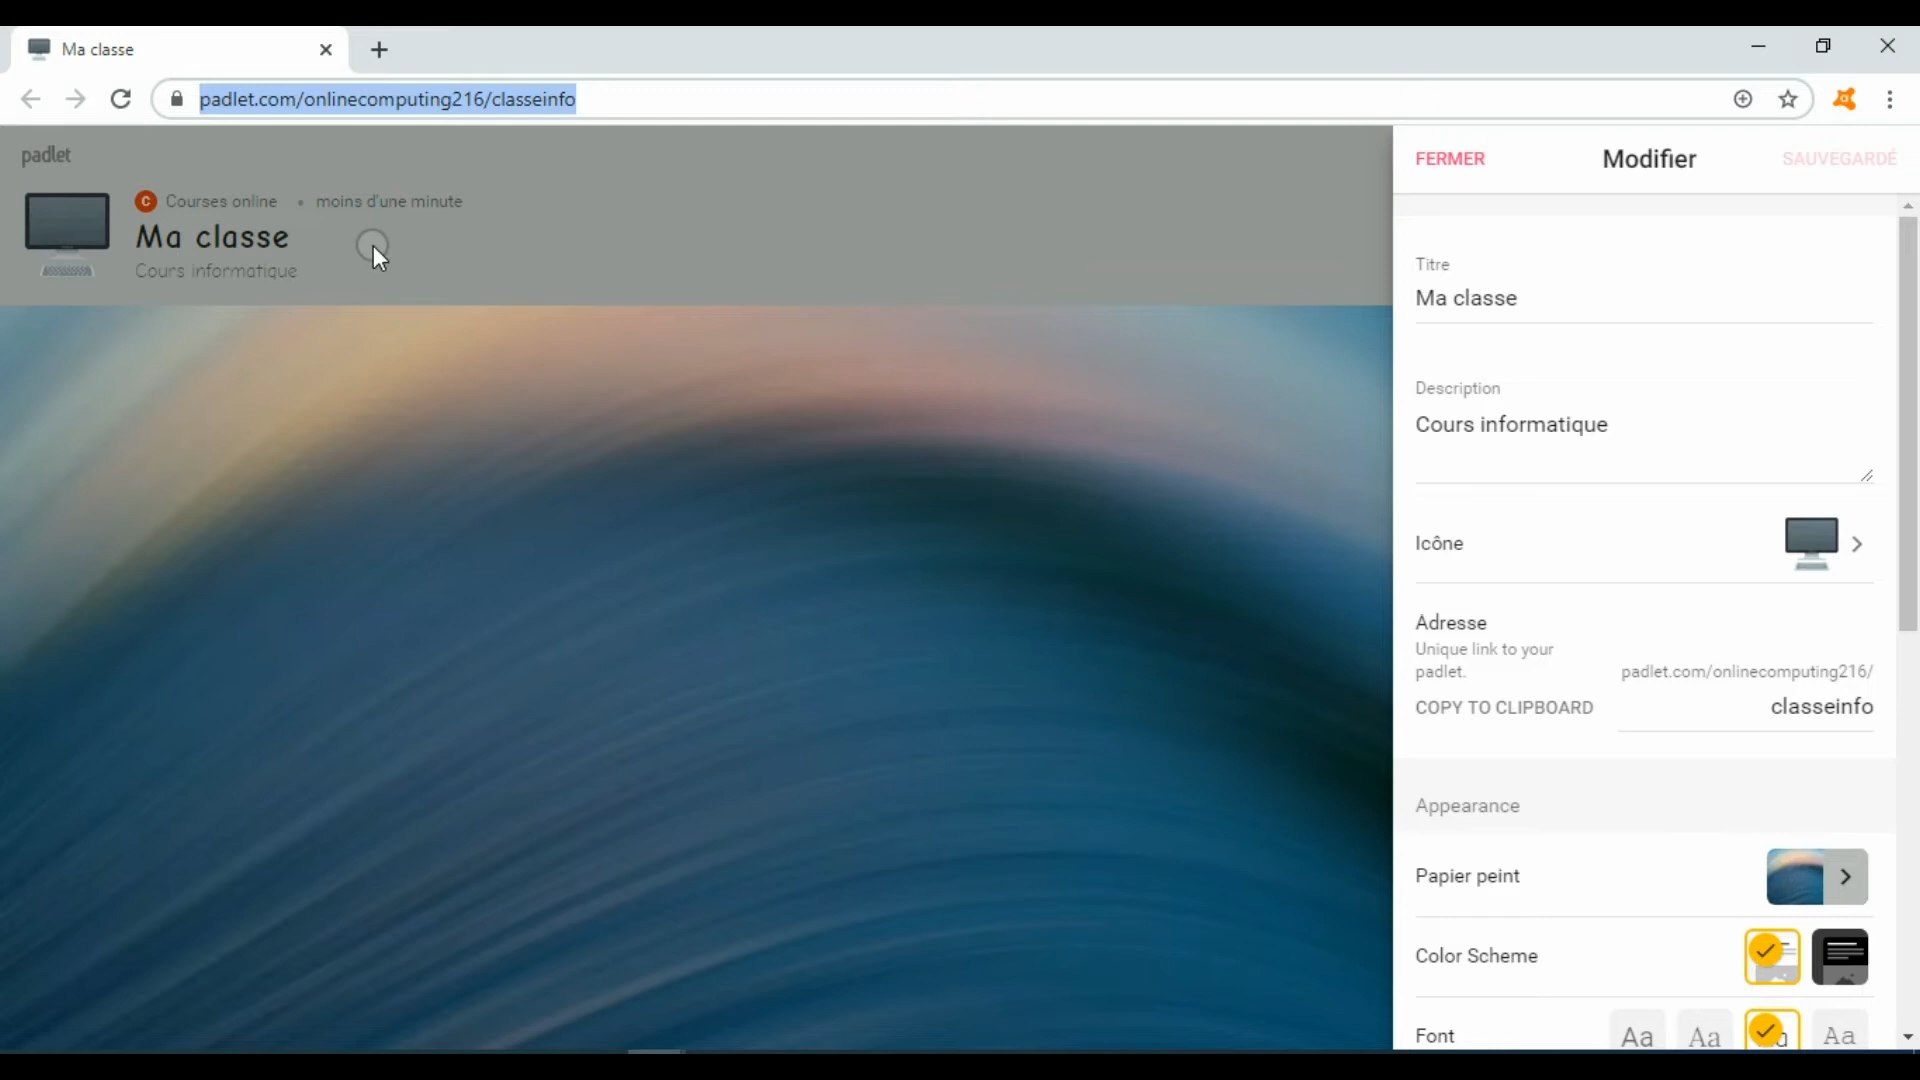 Ma classe
padlet.com/onlinecomputing216/classeinfo
padlet
C Courses online • moins d'une minute
Ma classe
Cours informatique
FERMER Modifier SAUVEGARDÉ
Titre
Ma classe
Description
Cours informatique
Icône
Adresse
Unique link to your
padlet.
padlet.com/onlinecomputing216/
COPY TO CLIPBOARD
classeinfo
Appearance
Papier peint
Color Scheme
Font Aa Aa Aa